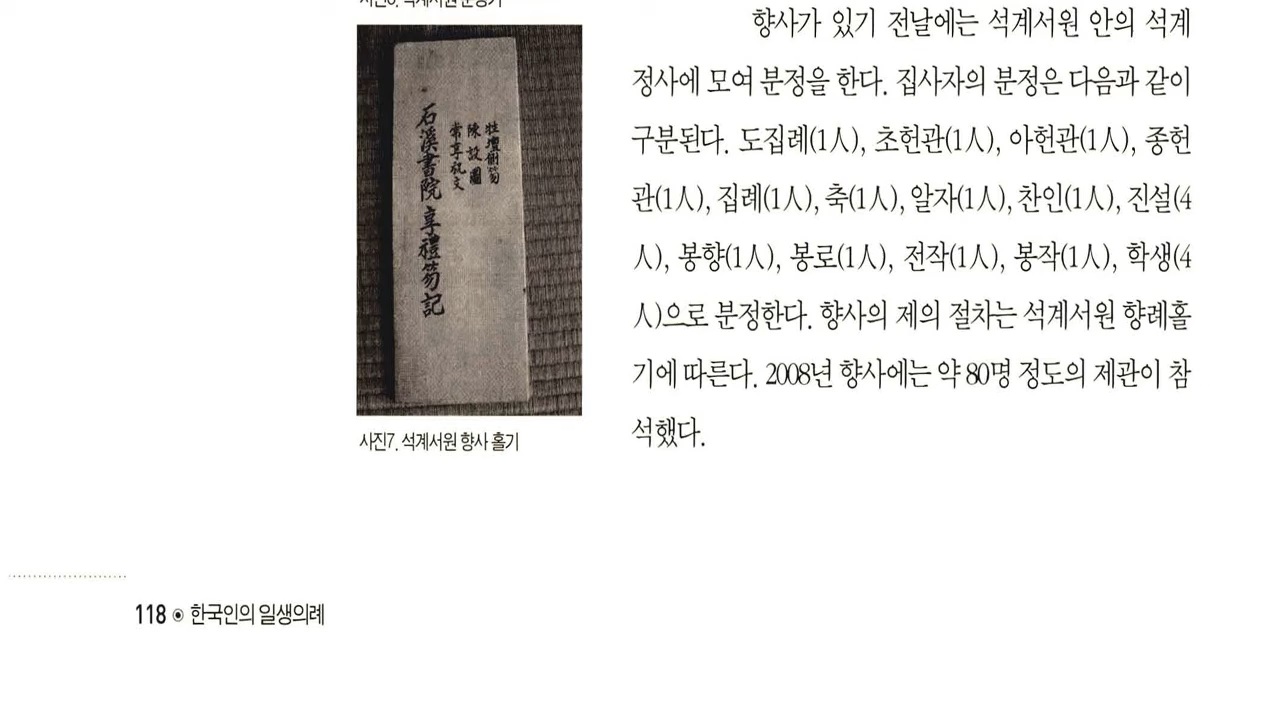 石溪書院 享禮笏記
牲壇街笏
陳設圖
常享祝文
사진7. 석계서원 향사 홀기
향사가 있기 전날에는 석계서원 안의 석계
정사에 모여 분정을 한다. 집사자의 분정은 다음과 같이
구분된다. 도집례(1人), 초헌관(1人), 아헌관(1人), 종헌
관(1人), 집례(1人), 축(1人), 알자(1人), 찬인(1人), 진설(4
人), 봉향(1人), 봉로(1人), 전작(1人), 봉작(1人), 학생(4
人)으로 분정한다. 향사의 제의 절차는 석계서원 향례홀
기에 따른다. 2008년 향사에는 약 80명 정도의 제관이 참
석했다.
118 ◉ 한국인의 일생의례